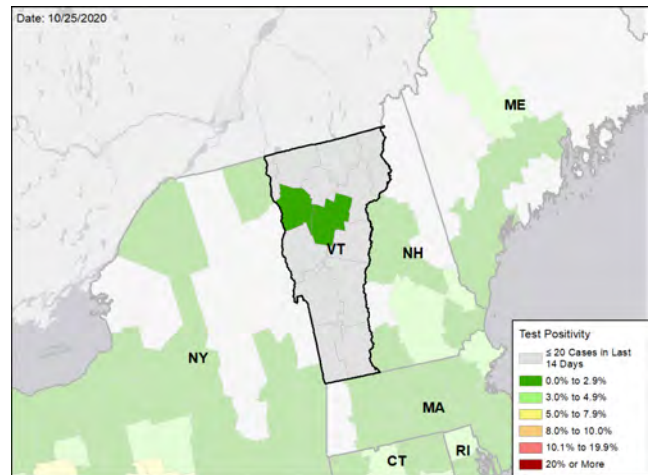 Date: 10/25/2020
ME
VT
NH
NY
MA
CT
RI
Test Positivity
≤ 20 Cases in Last
14 Days
0.0% to 2.9%
3.0% to 4.9%
5.0% to 7.9%
8.0% to 10.0%
10.1% to 19.9%
20% or More